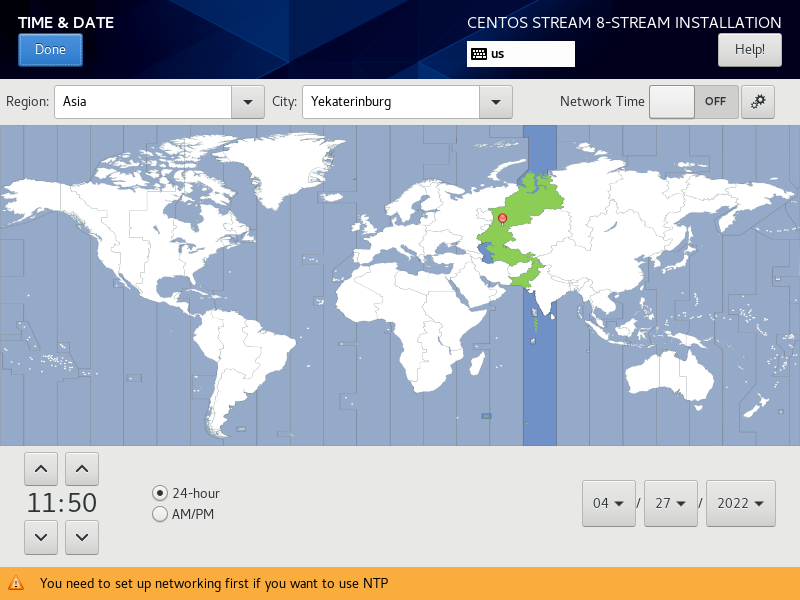 TIME & DATE
CENTOS STREAM 8-STREAM INSTALLATION
Done
us
Help!
Region: Asia City: Yekaterinburg Network Time OFF
11:50
24-hour
AM/PM
04 / 27 / 2022
You need to set up networking first if you want to use NTP